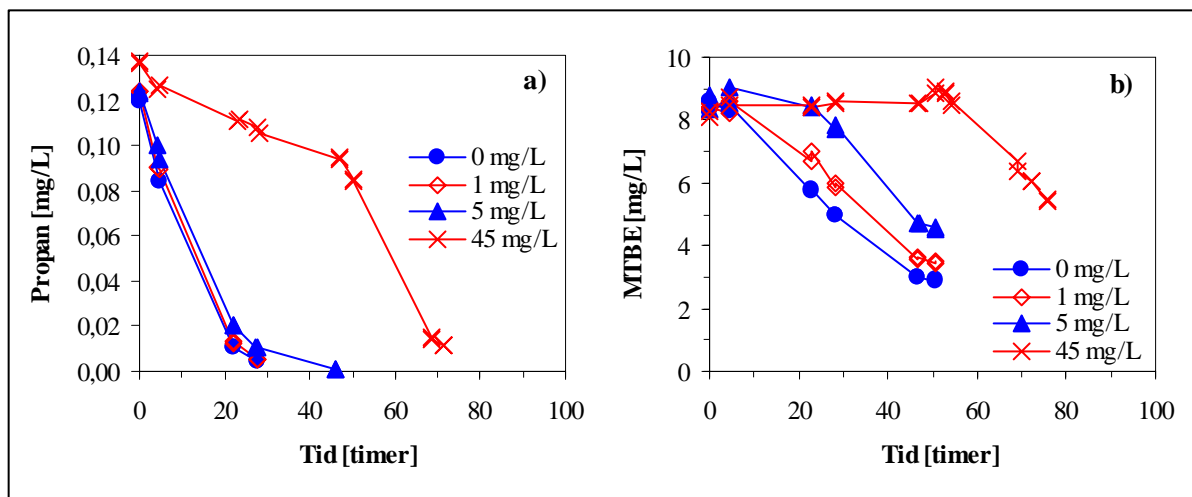 a)
Propan [mg/L]
0,14
0,12
0,10
0,08
0,06
0,04
0,02
0,00
0 20 40 60 80 100
Tid [timer]
0 mg/L
1 mg/L
5 mg/L
45 mg/L
b)
MTBE[mg/L]
10
8
6
4
2
0
0 20 40 60 80 100
Tid [timer]
0 mg/L
1 mg/L
5 mg/L
45 mg/L